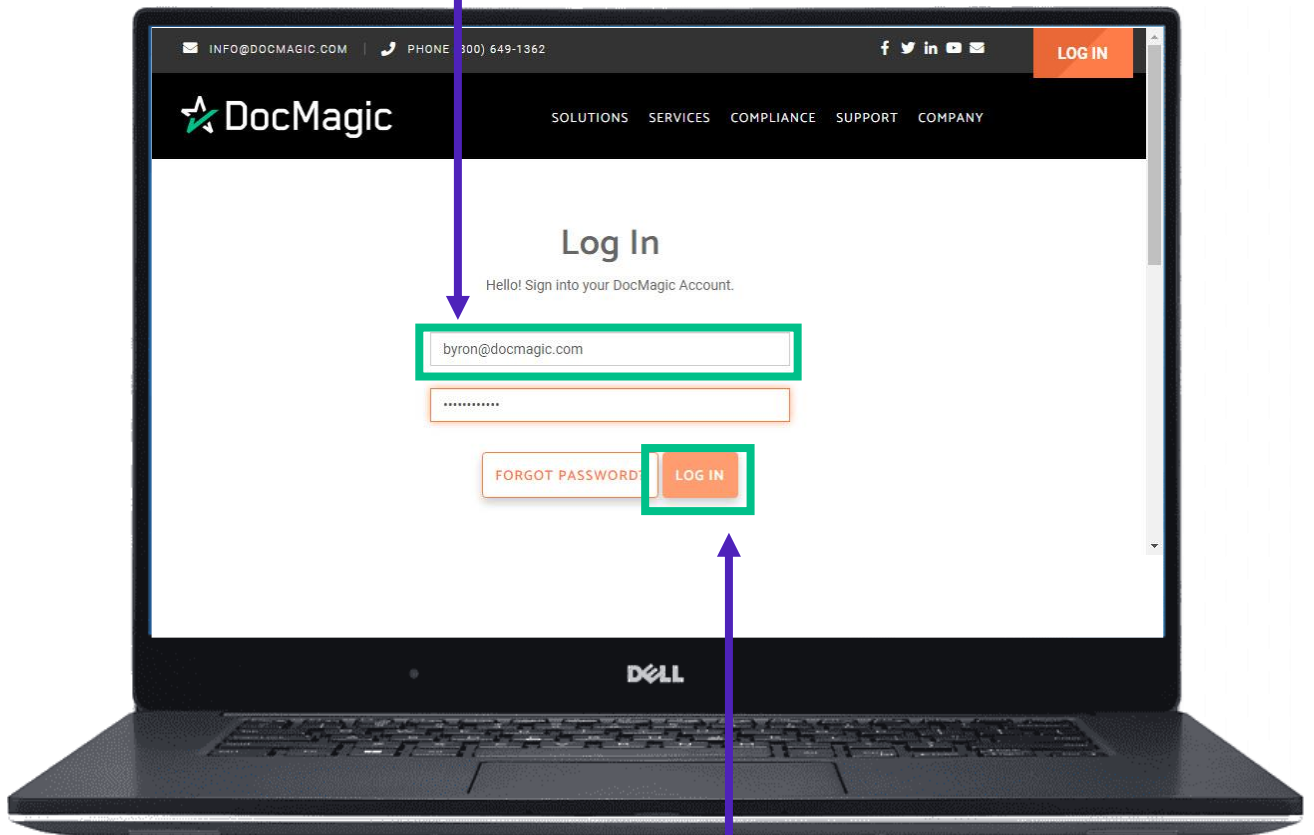 INFO@DOCMAGIC.COM | PHONE (800) 649-1362
LOG IN
DocMagic
SOLUTIONS SERVICES COMPLIANCE SUPPORT COMPANY
Log In
Hello! Sign into your DocMagic Account.
byron@docmagic.com
••••••••••••
FORGOT PASSWORD?
LOG IN
DELL